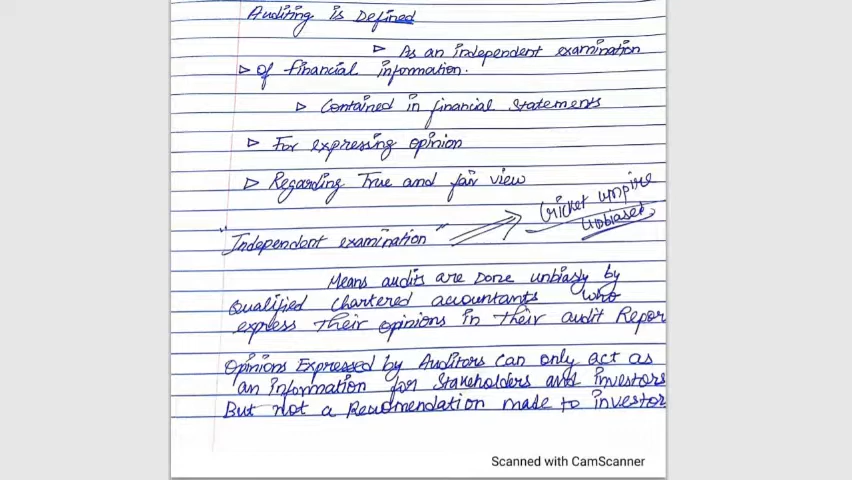 Auditing is Defined
▷ As an independent examination
▷ of financial information.
▷ Contained in financial statements
▷ For expressing opinion
▷ Regarding True and fair view
Cricket umpire
unbiased
"Independent examination"
Means audits are Done unbiasly by
Qualified Chartered accountants who
express Their opinions in Their audit Repor
Opinions Expressed by Auditors Can only act as
an information for Stakeholders and investors
But not a Recomendation made to investor
Scanned with CamScanner